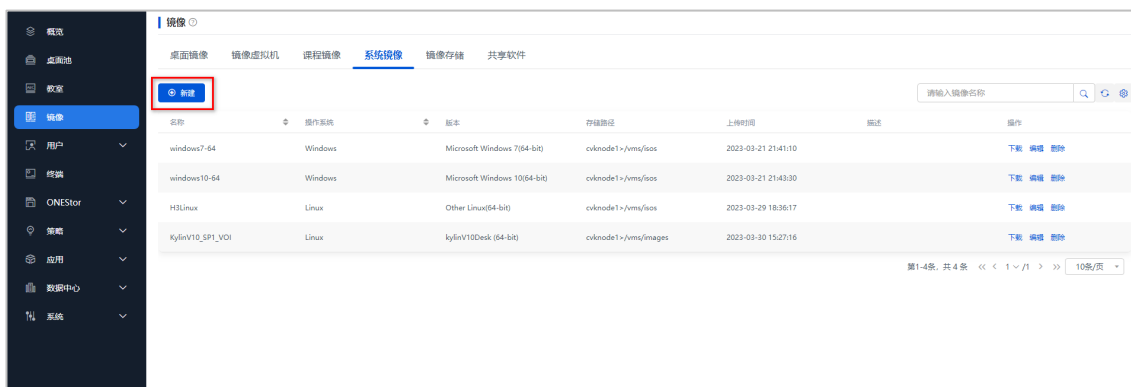 镜像
概览
桌面池
教室
镜像
用户
终端
ONEStor
策略
应用
数据中心
系统
桌面镜像 镜像虚拟机 课程镜像 系统镜像 镜像存储 共享软件
新建 请输入镜像名称
名称 操作系统 版本 存储路径 上传时间 描述 操作
windows7-64 Windows Microsoft Windows 7(64-bit) cvknode1>/vms/isos 2023-03-21 21:41:10 下载 编辑 删除
windows10-64 Windows Microsoft Windows 10(64-bit) cvknode1>/vms/isos 2023-03-21 21:43:30 下载 编辑 删除
H3Linux Linux Other Linux(64-bit) cvknode1>/vms/isos 2023-03-29 18:36:17 下载 编辑 删除
KylinV10_SP1_VOI Linux kylinV10Desk (64-bit) cvknode1>/vms/images 2023-03-30 15:27:16 下载 编辑 删除
第1-4条, 共 4 条 << < 1 /1 > >> 10条/页